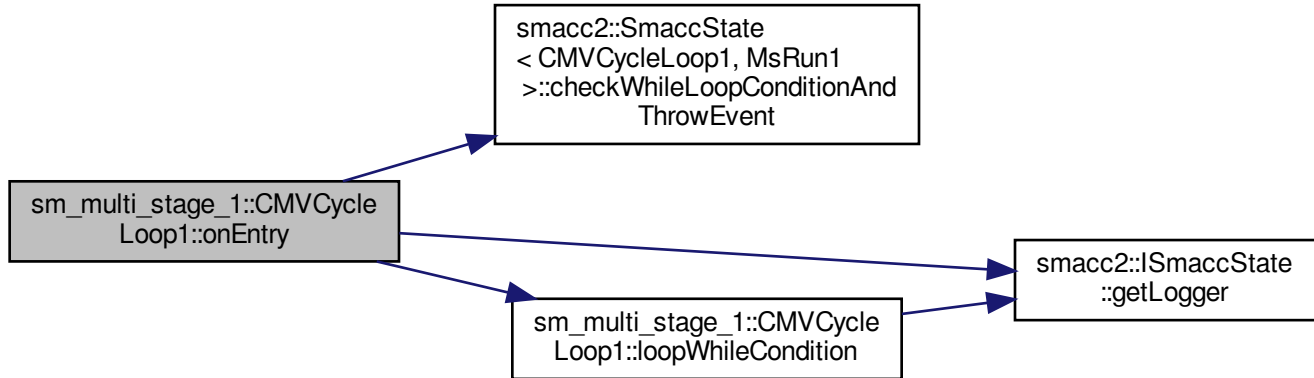 smacc2::SmaccState
< CMVCycleLoop1, MsRun1
>::checkWhileLoopConditionAnd
ThrowEvent
sm_multi_stage_1::CMVCycle
Loop1::onEntry
smacc2::ISmaccState
::getLogger
sm_multi_stage_1::CMVCycle
Loop1::loopWhileCondition